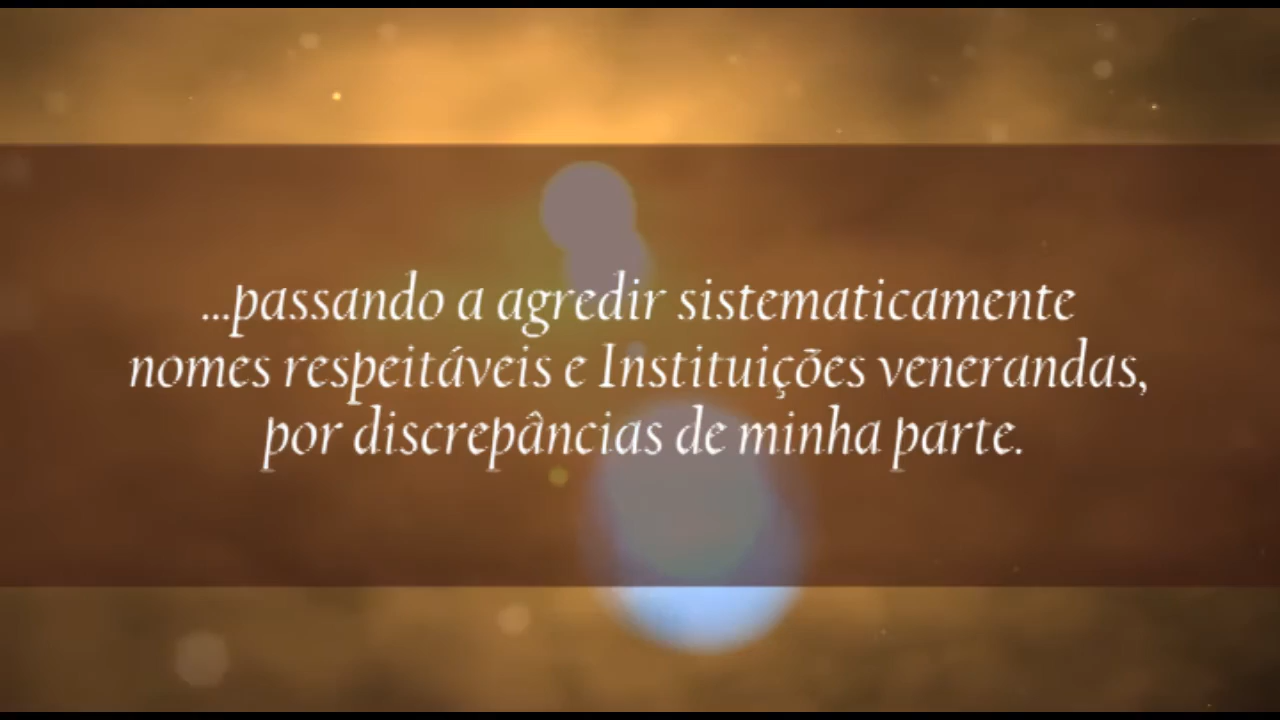 ...passando a agredir sistematicamente
nomes respeitáveis e Instituições venerandas,
por discrepâncias de minha parte.